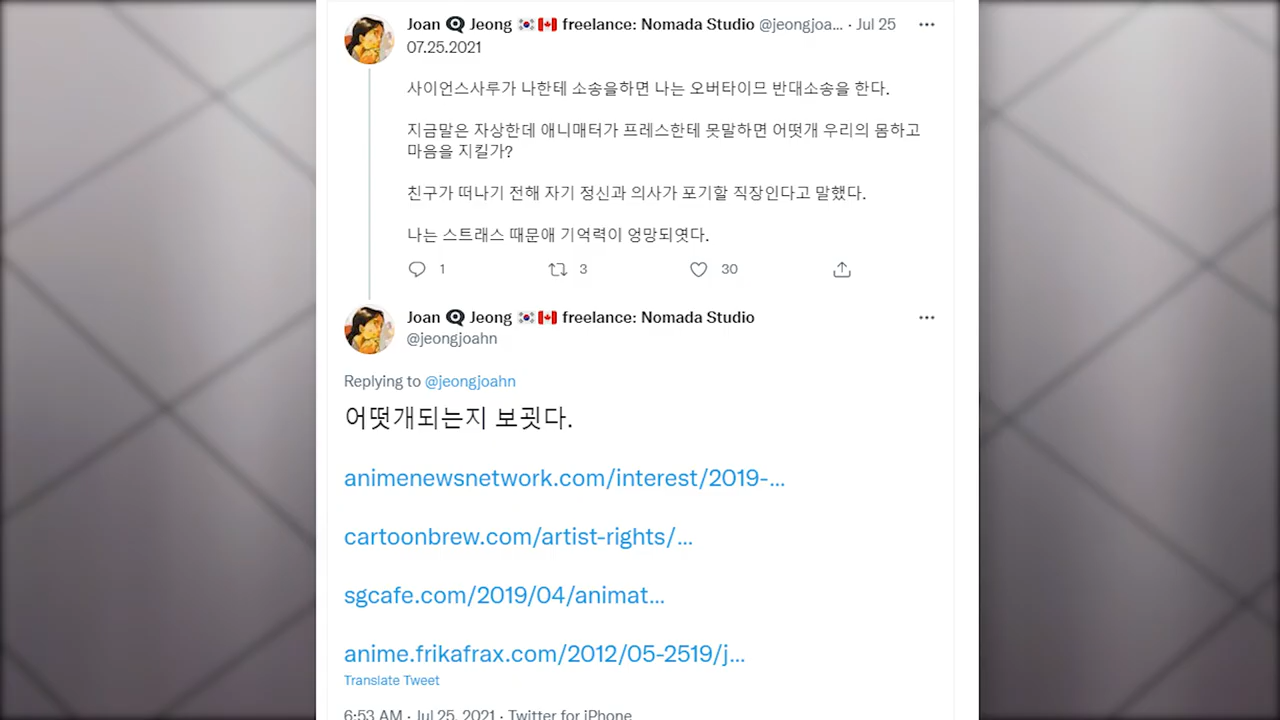 Joan Jeong 🇰🇷🇨🇦 freelance: Nomada Studio @jeongjoa... · Jul 25
07.25.2021
사이언스사루가 나한테 소송을하면 나는 오버타이므 반대소송을 한다.
지금말은 자상한데 애니매터가 프레스한테 못말하면 어떳개 우리의 몸하고
마음을 지킬가?
친구가 떠나기 전해 자기 정신과 의사가 포기할 직장인다고 말했다.
나는 스트래스 때문애 기억력이 엉망되엿다.
1 3 30
Joan Jeong 🇰🇷🇨🇦 freelance: Nomada Studio
@jeongjoahn
Replying to @jeongjoahn
어떳개되는지 보굇다.
animenewsnetwork.com/interest/2019-...
cartoonbrew.com/artist-rights/...
sgcafe.com/2019/04/animat...
anime.frikafrax.com/2012/05-2519/j...
Translate Tweet
6:53 AM · Jul 25, 2021 · Twitter for iPhone